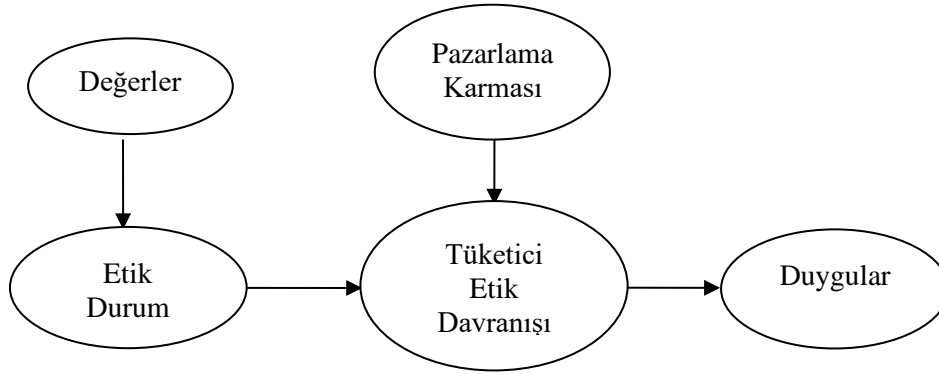 Değerler
Pazarlama
Karması
Etik
Durum
Tüketici
Etik
Davranışı
Duygular